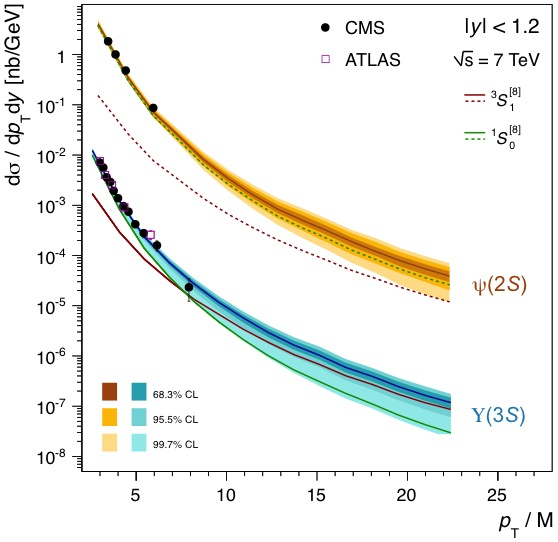 dσ / dp_T dy [nb/GeV]
1
10⁻¹
10⁻²
10⁻³
10⁻⁴
10⁻⁵
10⁻⁶
10⁻⁷
10⁻⁸
CMS
ATLAS
|y| < 1.2
√s = 7 TeV
³S₁^[8]
¹S₀^[8]
ψ(2S)
ϒ(3S)
68.3% CL
95.5% CL
99.7% CL
5 10 15 20 25
p_T / M